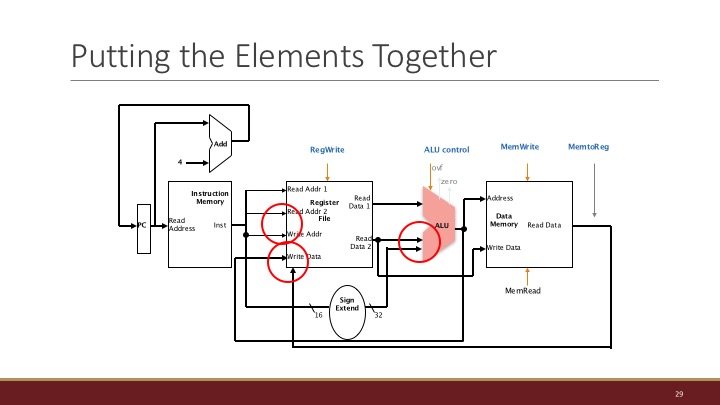 Putting the Elements Together
RegWrite
ALU control
MemWrite
MemtoReg
Add
4
ovf
zero
PC
Instruction
Memory
Read
Address
Inst
Read Addr 1
Read Addr 2
Register
File
Write Addr
Write Data
Read
Data 1
Read
Data 2
ALU
Address
Data
Memory
Read Data
Write Data
MemRead
Sign
Extend
16
32
29